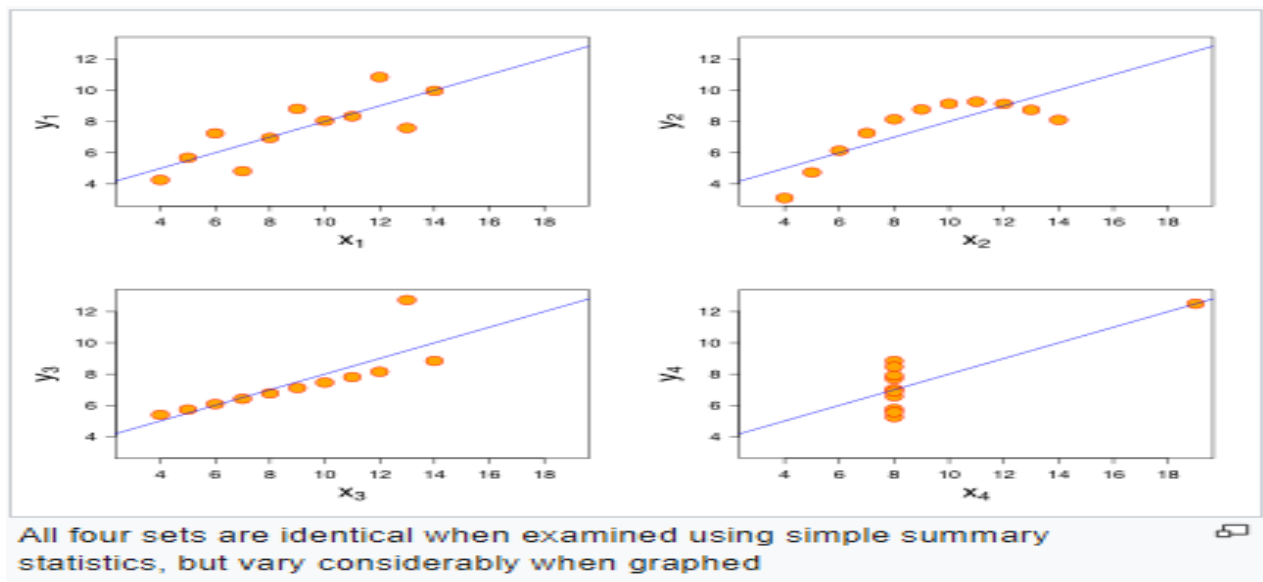 12
10
8
6
4
y₁
4 6 8 10 12 14 16 18
x₁
12
10
8
6
4
y₂
4 6 8 10 12 14 16 18
x₂
12
10
8
6
4
y₃
4 6 8 10 12 14 16 18
x₃
12
10
8
6
4
y₄
4 6 8 10 12 14 16 18
x₄
All four sets are identical when examined using simple summary
statistics, but vary considerably when graphed